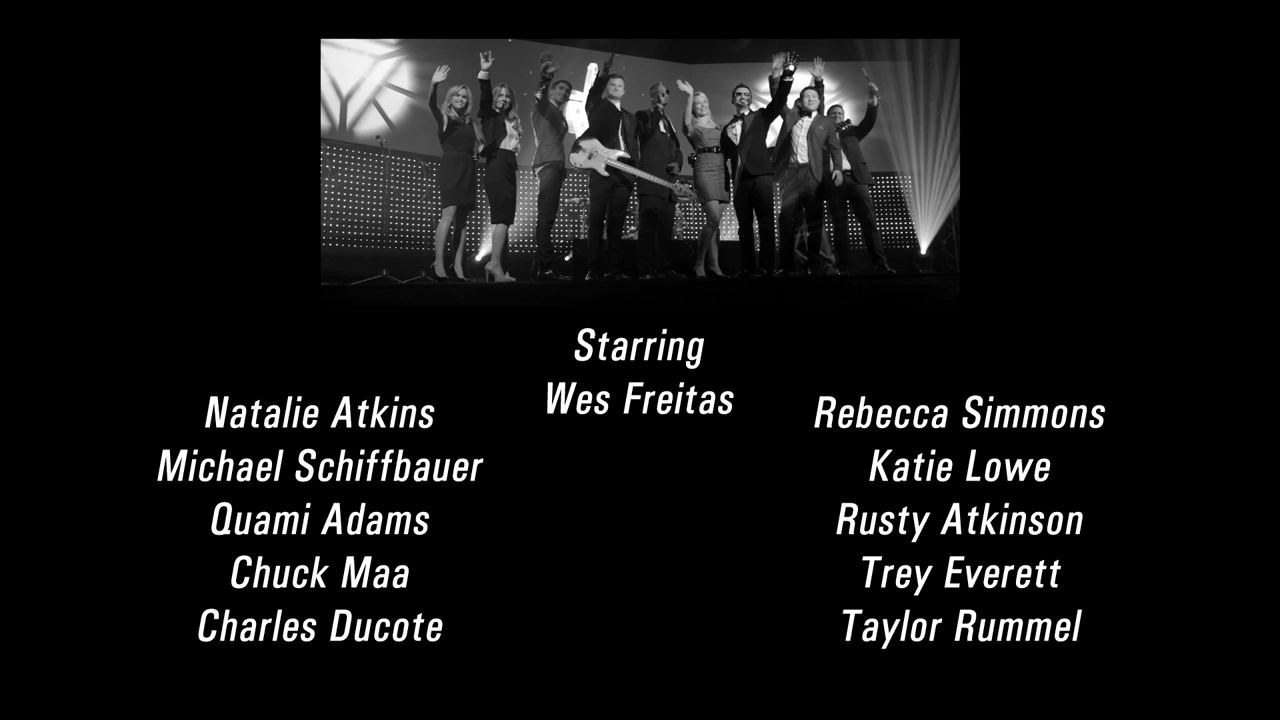 Starring
Wes Freitas
Natalie Atkins
Michael Schiffbauer
Quami Adams
Chuck Maa
Charles Ducote
Rebecca Simmons
Katie Lowe
Rusty Atkinson
Trey Everett
Taylor Rummel